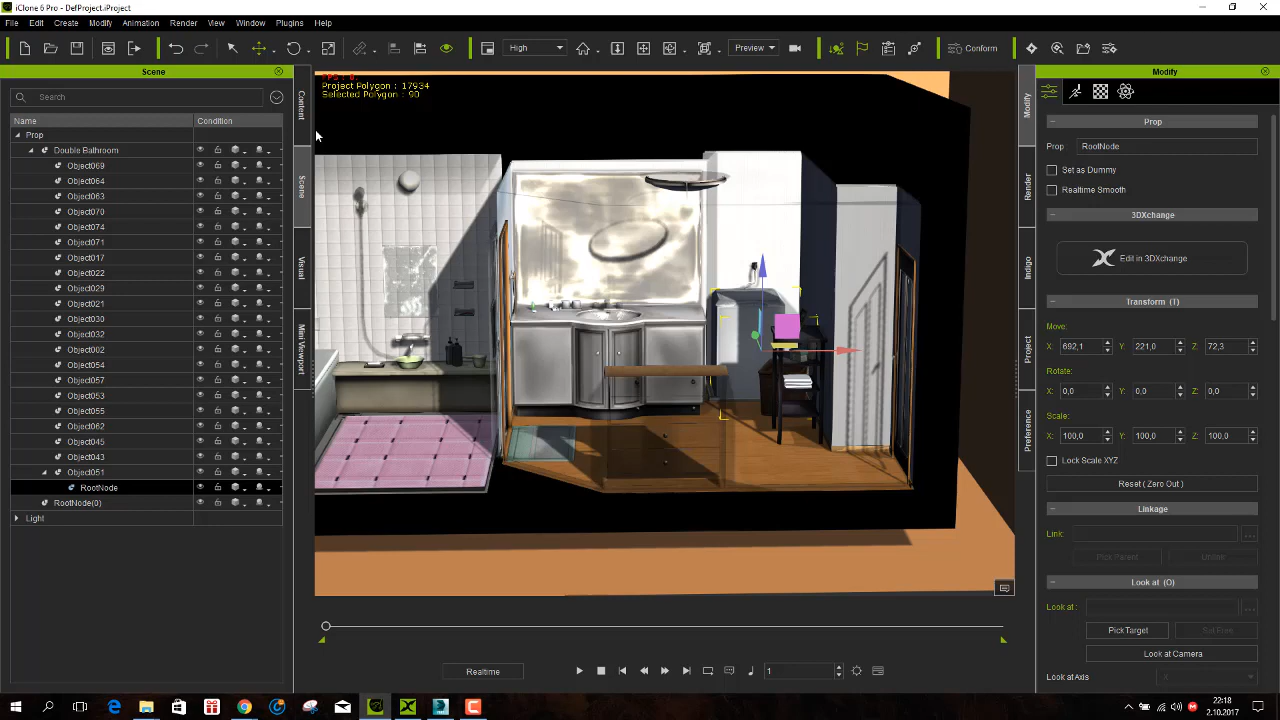 iClone 6 Pro - DefProject.iProject
File Edit Create Modify Animation Render View Window Plugins Help
High Preview Conform
Scene
Search
Name Condition
Prop
Double Bathroom
Object069
Object064
Object063
Object070
Object074
Object071
Object017
Object022
Object029
Object021
Object030
Object032
Object002
Object054
Object057
Object053
Object055
Object062
Object045
Object043
Object051
RootNode
RootNode(0)
Light
Content
Scene
Visual
Mini Viewport
Project Polygon : 17934
Selected Polygon : 90
Realtime
1
Modify
Render
Indigo
Project
Preference
Modify
Prop
Prop: RootNode
Set as Dummy
Realtime Smooth
3DXchange
Edit in 3DXchange
Transform (T)
Move:
X: 692,1 Y: 221,0 Z: 72,3
Rotate:
X: 0,0 Y: 0,0 Z: 0,0
Scale:
X: 100,0 Y: 100,0 Z: 100,0
Lock Scale XYZ
Reset ( Zero Out )
Linkage
Link:
Pick Parent Unlink
Look at (O)
Look at :
Pick Target Set Free
Look at Camera
Look at Axis X
22:18
2.10.2017